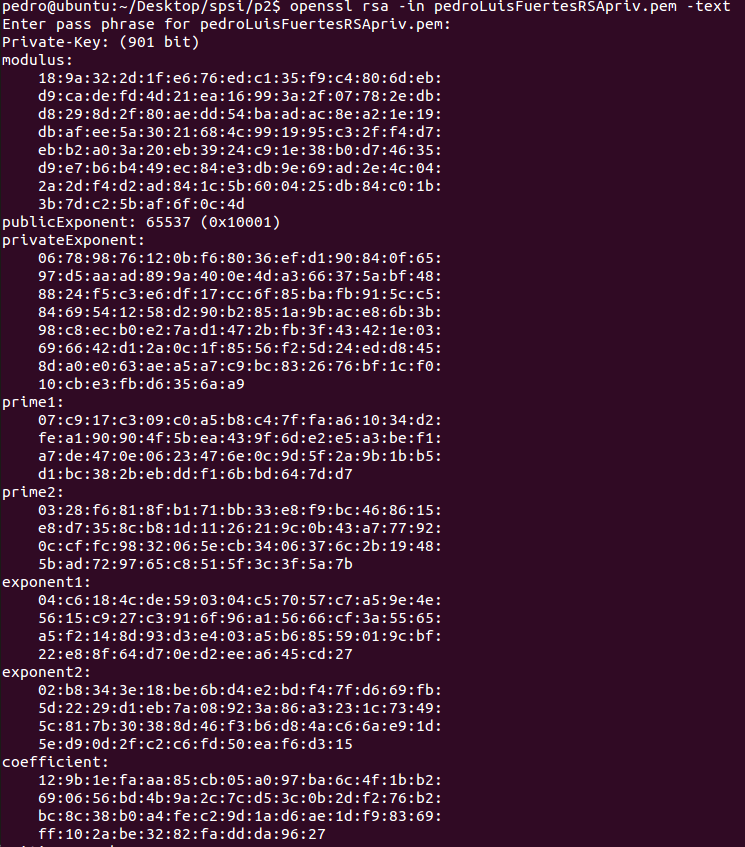 pedro@ubuntu:~/Desktop/spsi/p2$ openssl rsa -in pedroLuisFuertesRSApriv.pem -text
Enter pass phrase for pedroLuisFuertesRSApriv.pem:
Private-Key: (901 bit)
modulus:
    18:9a:32:2d:1f:e6:76:ed:c1:35:f9:c4:80:6d:eb:
    d9:ca:de:fd:4d:21:ea:16:99:3a:2f:07:78:2e:db:
    d8:29:8d:2f:80:ae:dd:54:ba:ad:ac:8e:a2:1e:19:
    db:af:ee:5a:30:21:68:4c:99:19:95:c3:2f:f4:d7:
    eb:b2:a0:3a:20:eb:39:24:c9:1e:38:b0:d7:46:35:
    d9:e7:b6:b4:49:ec:84:e3:db:9e:69:ad:2e:4c:04:
    2a:2d:f4:d2:ad:84:1c:5b:60:04:25:db:84:c0:1b:
    3b:7d:c2:5b:af:6f:0c:4d
publicExponent: 65537 (0x10001)
privateExponent:
    06:78:98:76:12:0b:f6:80:36:ef:d1:90:84:0f:65:
    97:d5:aa:ad:89:9a:40:0e:4d:a3:66:37:5a:bf:48:
    88:24:f5:c3:e6:df:17:cc:6f:85:ba:fb:91:5c:c5:
    84:69:54:12:58:d2:90:b2:85:1a:9b:ac:e8:6b:3b:
    98:c8:ec:b0:e2:7a:d1:47:2b:fb:3f:43:42:1e:03:
    69:66:42:d1:2a:0c:1f:85:56:f2:5d:24:ed:d8:45:
    8d:a0:e0:63:ae:a5:a7:c9:bc:83:26:76:bf:1c:f0:
    10:cb:e3:fb:d6:35:6a:a9
prime1:
    07:c9:17:c3:09:c0:a5:b8:c4:7f:fa:a6:10:34:d2:
    fe:a1:90:90:4f:5b:ea:43:9f:6d:e2:e5:a3:be:f1:
    a7:de:47:0e:06:23:47:6e:0c:9d:5f:2a:9b:1b:b5:
    d1:bc:38:2b:eb:dd:f1:6b:bd:64:7d:d7
prime2:
    03:28:f6:81:8f:b1:71:bb:33:e8:f9:bc:46:86:15:
    e8:d7:35:8c:b8:1d:11:26:21:9c:0b:43:a7:77:92:
    0c:cf:fc:98:32:06:5e:cb:34:06:37:6c:2b:19:48:
    5b:ad:72:97:65:c8:51:5f:3c:3f:5a:7b
exponent1:
    04:c6:18:4c:de:59:03:04:c5:70:57:c7:a5:9e:4e:
    56:15:c9:27:c3:91:6f:96:a1:56:66:cf:3a:55:65:
    a5:f2:14:8d:93:d3:e4:03:a5:b6:85:59:01:9c:bf:
    22:e8:8f:64:d7:0e:d2:ee:a6:45:cd:27
exponent2:
    02:b8:34:3e:18:be:6b:d4:e2:bd:f4:7f:d6:69:fb:
    5d:22:29:d1:eb:7a:08:92:3a:86:a3:23:1c:73:49:
    5c:81:7b:30:38:8d:46:f3:b6:d8:4a:c6:6a:e9:1d:
    5e:d9:0d:2f:c2:c6:fd:50:ea:f6:d3:15
coefficient:
    12:9b:1e:fa:aa:85:cb:05:a0:97:ba:6c:4f:1b:b2:
    69:06:56:bd:4b:9a:2c:7c:d5:3c:0b:2d:f2:76:b2:
    bc:8c:38:b0:a4:fe:c2:9d:1a:d6:ae:1d:f9:83:69:
    ff:10:2a:be:32:82:fa:dd:da:96:27